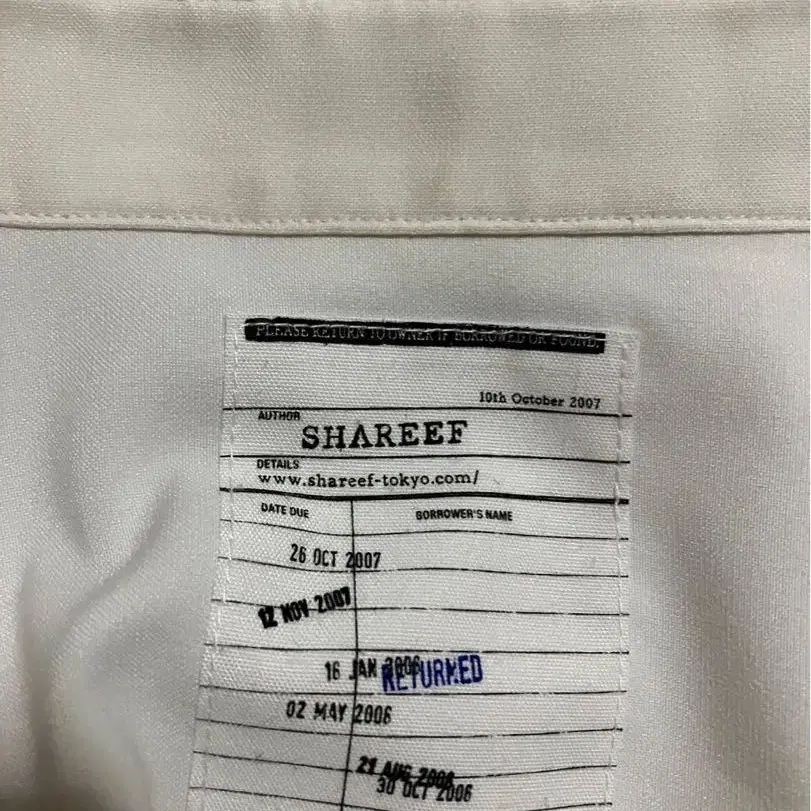 PLEASE RETURN TO OWNER IF BORROWED OR FOUND.
10th October 2007
AUTHOR
SHAREEF
DETAILS
www.shareef-tokyo.com/
DATE DUE BORROWER'S NAME
26 OCT 2007
12 NOV 2007
16 JAN 2006 RETURNED
02 MAY 2006
21 AUG 2006
30 OCT 2006